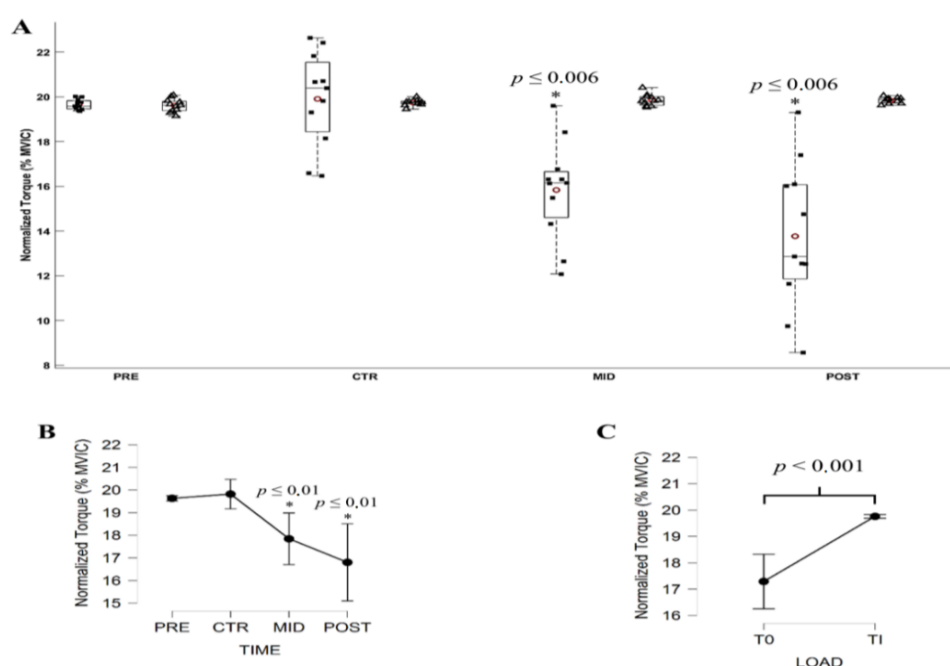 A
Normalized Torque (% MVIC)
22
20
18
16
14
12
10
8
p ≤ 0.006
*
p ≤ 0.006
*
PRE CTR MID POST
B
Normalized Torque (% MVIC)
22
21
20
19
18
17
16
15
p ≤ 0.01
*
p ≤ 0.01
*
PRE CTR MID POST
TIME
C
Normalized Torque (% MVIC)
22
21
20
19
18
17
16
p < 0.001
T0 TI
LOAD